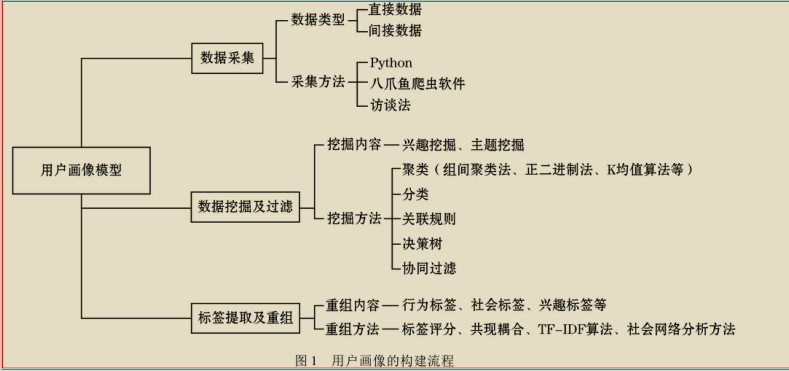 用户画像模型
数据采集
数据类型
直接数据
间接数据
采集方法
Python
八爪鱼爬虫软件
访谈法
数据挖掘及过滤
挖掘内容
兴趣挖掘、主题挖掘
挖掘方法
聚类（组间聚类法、正二进制法、K均值算法等）
分类
关联规则
决策树
协同过滤
标签提取及重组
重组内容
行为标签、社会标签、兴趣标签等
重组方法
标签评分、共现耦合、TF-IDF算法、社会网络分析方法
图1 用户画像的构建流程